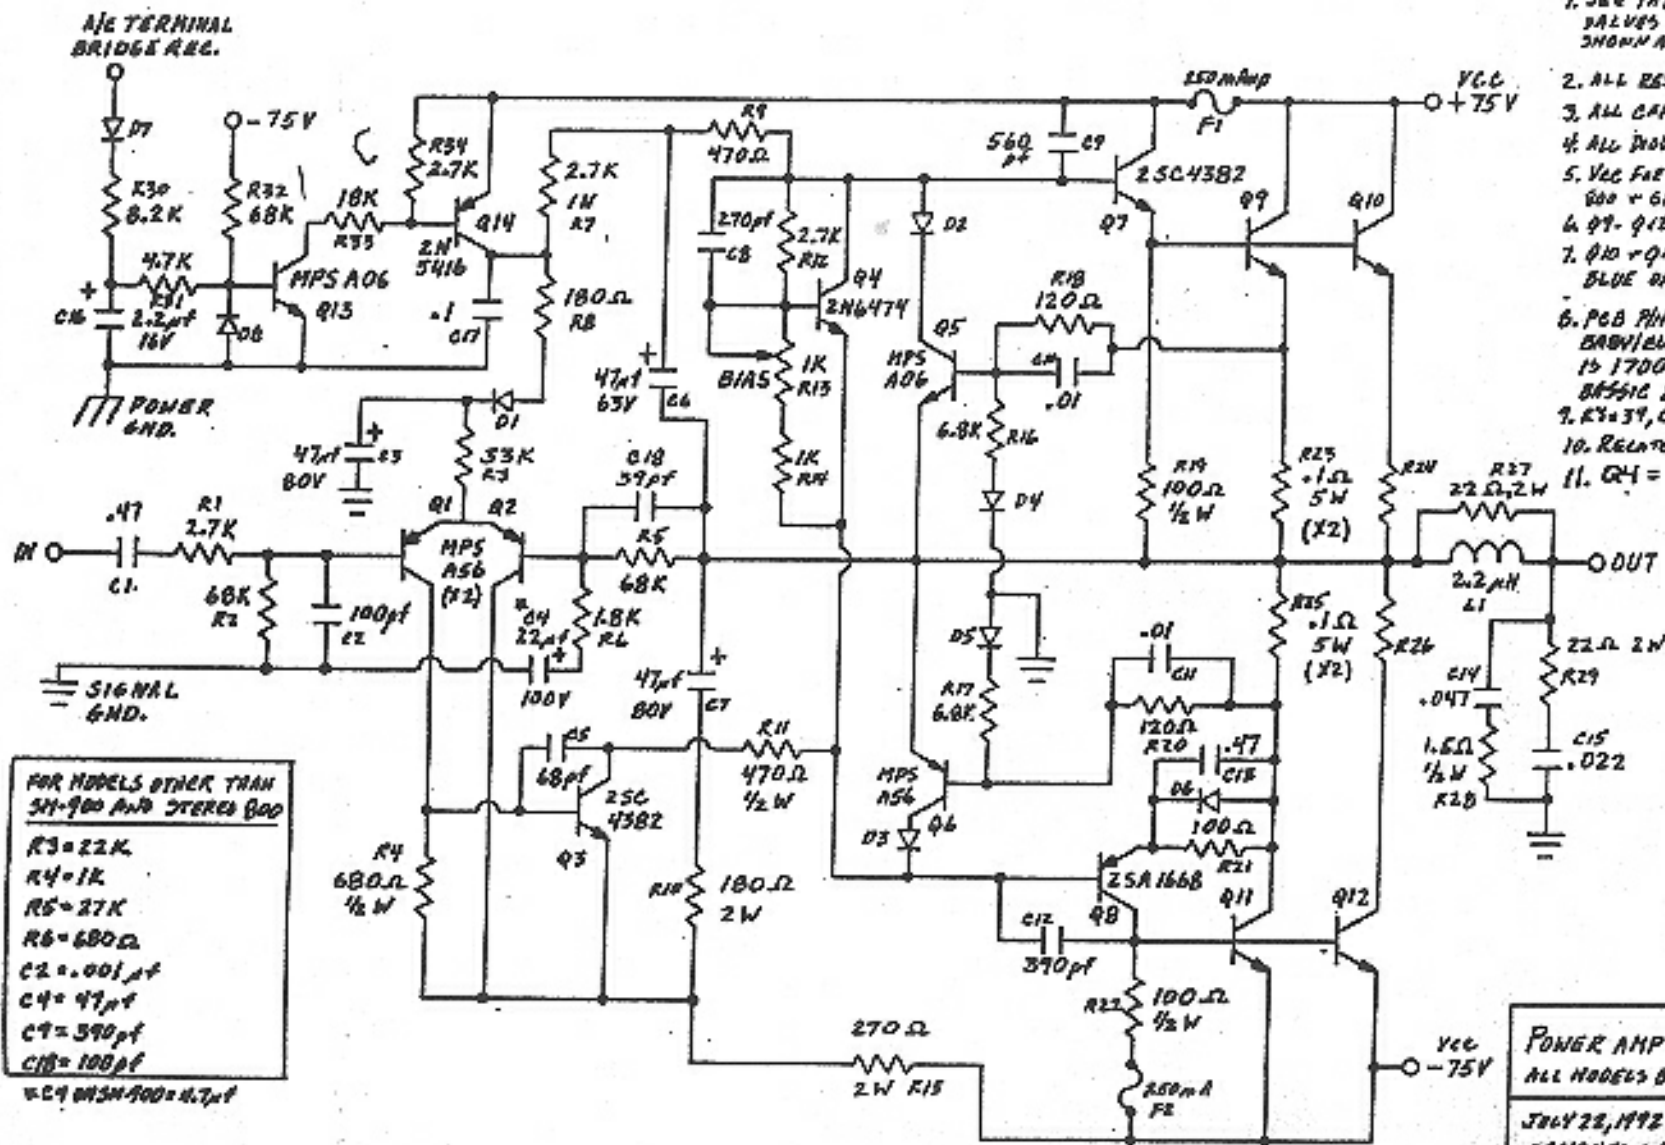 A/C TERMINAL
BRIDGE REC.
D7
R30
8.2K
-75V
R32
68K
4.7K
R31
C16
2.2µf
16V
D8
MPS A06
Q13
18K
R33
R34
2.7K
Q14
2N
5416
.1
C17
2.7K
1W
R7
180Ω
R8
D1
POWER
GND.
47µf
C3
80V
33K
R3
47µf
63V
C6
R9
470Ω
270pf
C8
2.7K
R12
Q4
2N6474
BIAS
1K
R13
1K
R14
D2
Q5
MPS
A06
560
pf
C9
250mAmp
F1
VCC
+75V
2SC4382
Q7
Q9
Q10
R18
120Ω
.01
6.8K
R16
D4
R19
100Ω
½W
R23
.1Ω
5W
(X2)
R24
R27
22Ω,2W
2.2µH
L1
OUT
IN
.47
C1
R1
2.7K
68K
R2
100pf
C2
Q1
Q2
MPS
A56
(X2)
C18
39pf
R5
68K
C4
22µf
100V
1.8K
R6
SIGNAL
GND.
47µf
80V
C7
D5
R17
6.8K
.01
C11
120Ω
R20
R25
.1Ω
5W
(X2)
R26
22Ω 2W
R29
C14
.047
1.5Ω
½W
R28
C15
.022
C5
68pf
2SC
4382
Q3
R11
470Ω
½W
R4
680Ω
½W
R10
180Ω
2W
MPS
A56
Q6
D3
.47
C13
D6
100Ω
R21
2SA1668
Q8
C12
390pf
Q11
Q12
R22
100Ω
½W
250mA
F2
270Ω
2W R15
VCC
-75V
FOR MODELS OTHER THAN
SM-900 AND STEREO 800
R3=22K
R4=1K
R5=27K
R6=680Ω
C2=.001µf
C4=47µf
C9=390pf
C18=100pf
2. ALL RES
3. ALL CAP
4. ALL DIOD
5. VCC FOR
6. Q9-Q12
BLUE
IS 1700
11. Q4 =
POWER AMP
ALL MODELS
JULY 22, 1992